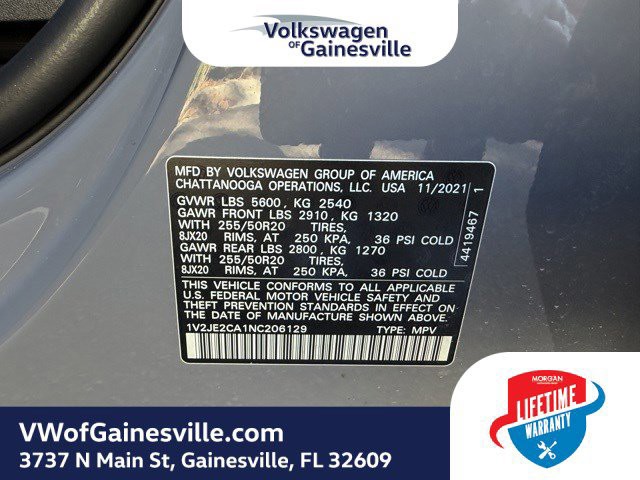 Volkswagen
OF Gainesville
MFD BY VOLKSWAGEN GROUP OF AMERICA
CHATTANOOGA OPERATIONS, LLC. USA 11/2021
GVWR LBS 5600, KG 2540
GAWR FRONT LBS 2910, KG 1320
WITH 255/50R20 TIRES,
8JX20 RIMS, AT 250 KPA, 36 PSI COLD
GAWR REAR LBS 2800, KG 1270
WITH 255/50R20 TIRES,
8JX20 RIMS, AT 250 KPA, 36 PSI COLD
THIS VEHICLE CONFORMS TO ALL APPLICABLE
U.S. FEDERAL MOTOR VEHICLE SAFETY AND
THEFT PREVENTION STANDARDS IN EFFECT ON
THE DATE OF MANUFACTURE SHOWN ABOVE.
1V2JE2CA1NC206129 TYPE: MPV
4419467 1
MORGAN
LIFETIME
WARRANTY
VWofGainesville.com
3737 N Main St, Gainesville, FL 32609